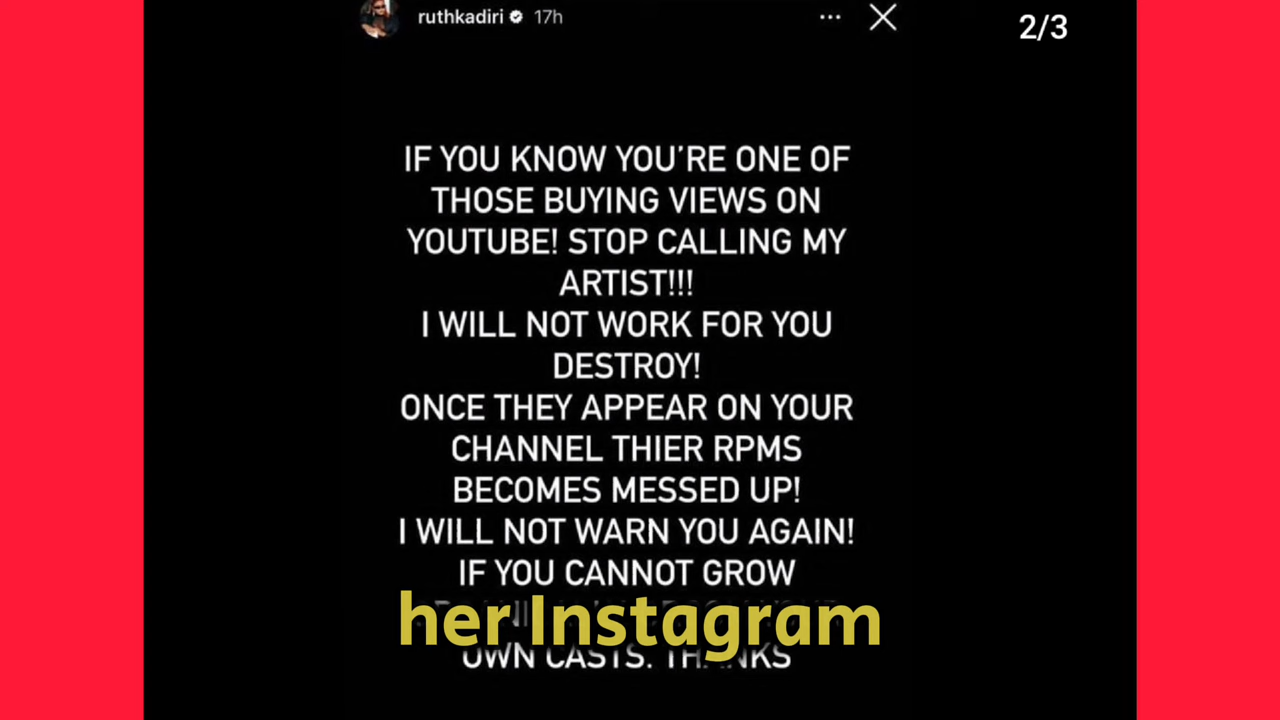 ruthkadiri 17h
2/3
IF YOU KNOW YOU'RE ONE OF
THOSE BUYING VIEWS ON
YOUTUBE! STOP CALLING MY
ARTIST!!!
I WILL NOT WORK FOR YOU
DESTROY!
ONCE THEY APPEAR ON YOUR
CHANNEL THIER RPMS
BECOMES MESSED UP!
I WILL NOT WARN YOU AGAIN!
IF YOU CANNOT GROW
her Instagram
OWN CASTS. THANKS